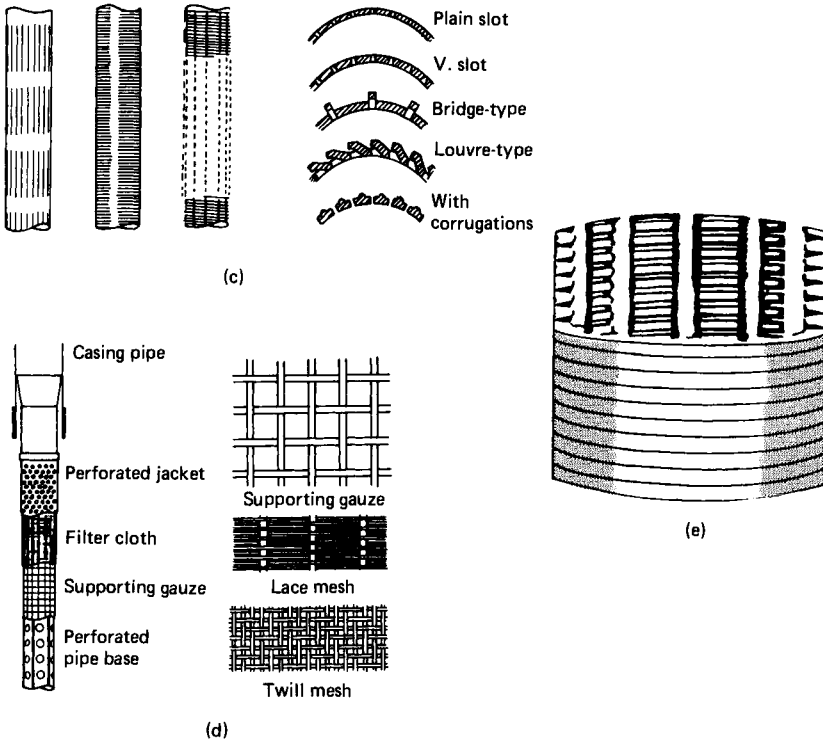 Plain slot
V. slot
Bridge-type
Louvre-type
With
corrugations
(c)
Casing pipe
Perforated jacket
Filter cloth
Supporting gauze
Perforated
pipe base
Supporting gauze
Lace mesh
Twill mesh
(d)
(e)